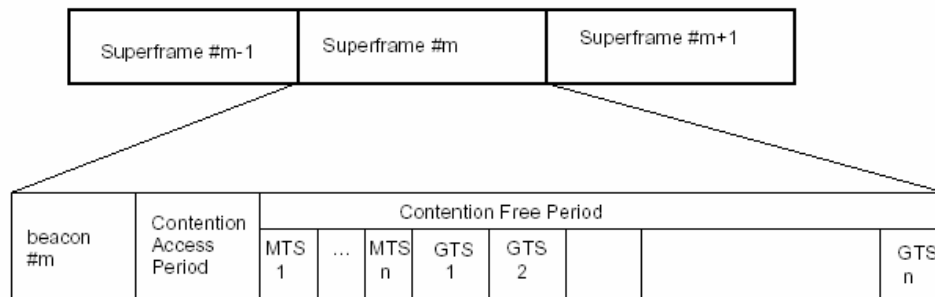 Superframe #m-1
Superframe #m
Superframe #m+1
beacon
#m
Contention
Access
Period
Contention Free Period
MTS
1
...
MTS
n
GTS
1
GTS
2
GTS
n